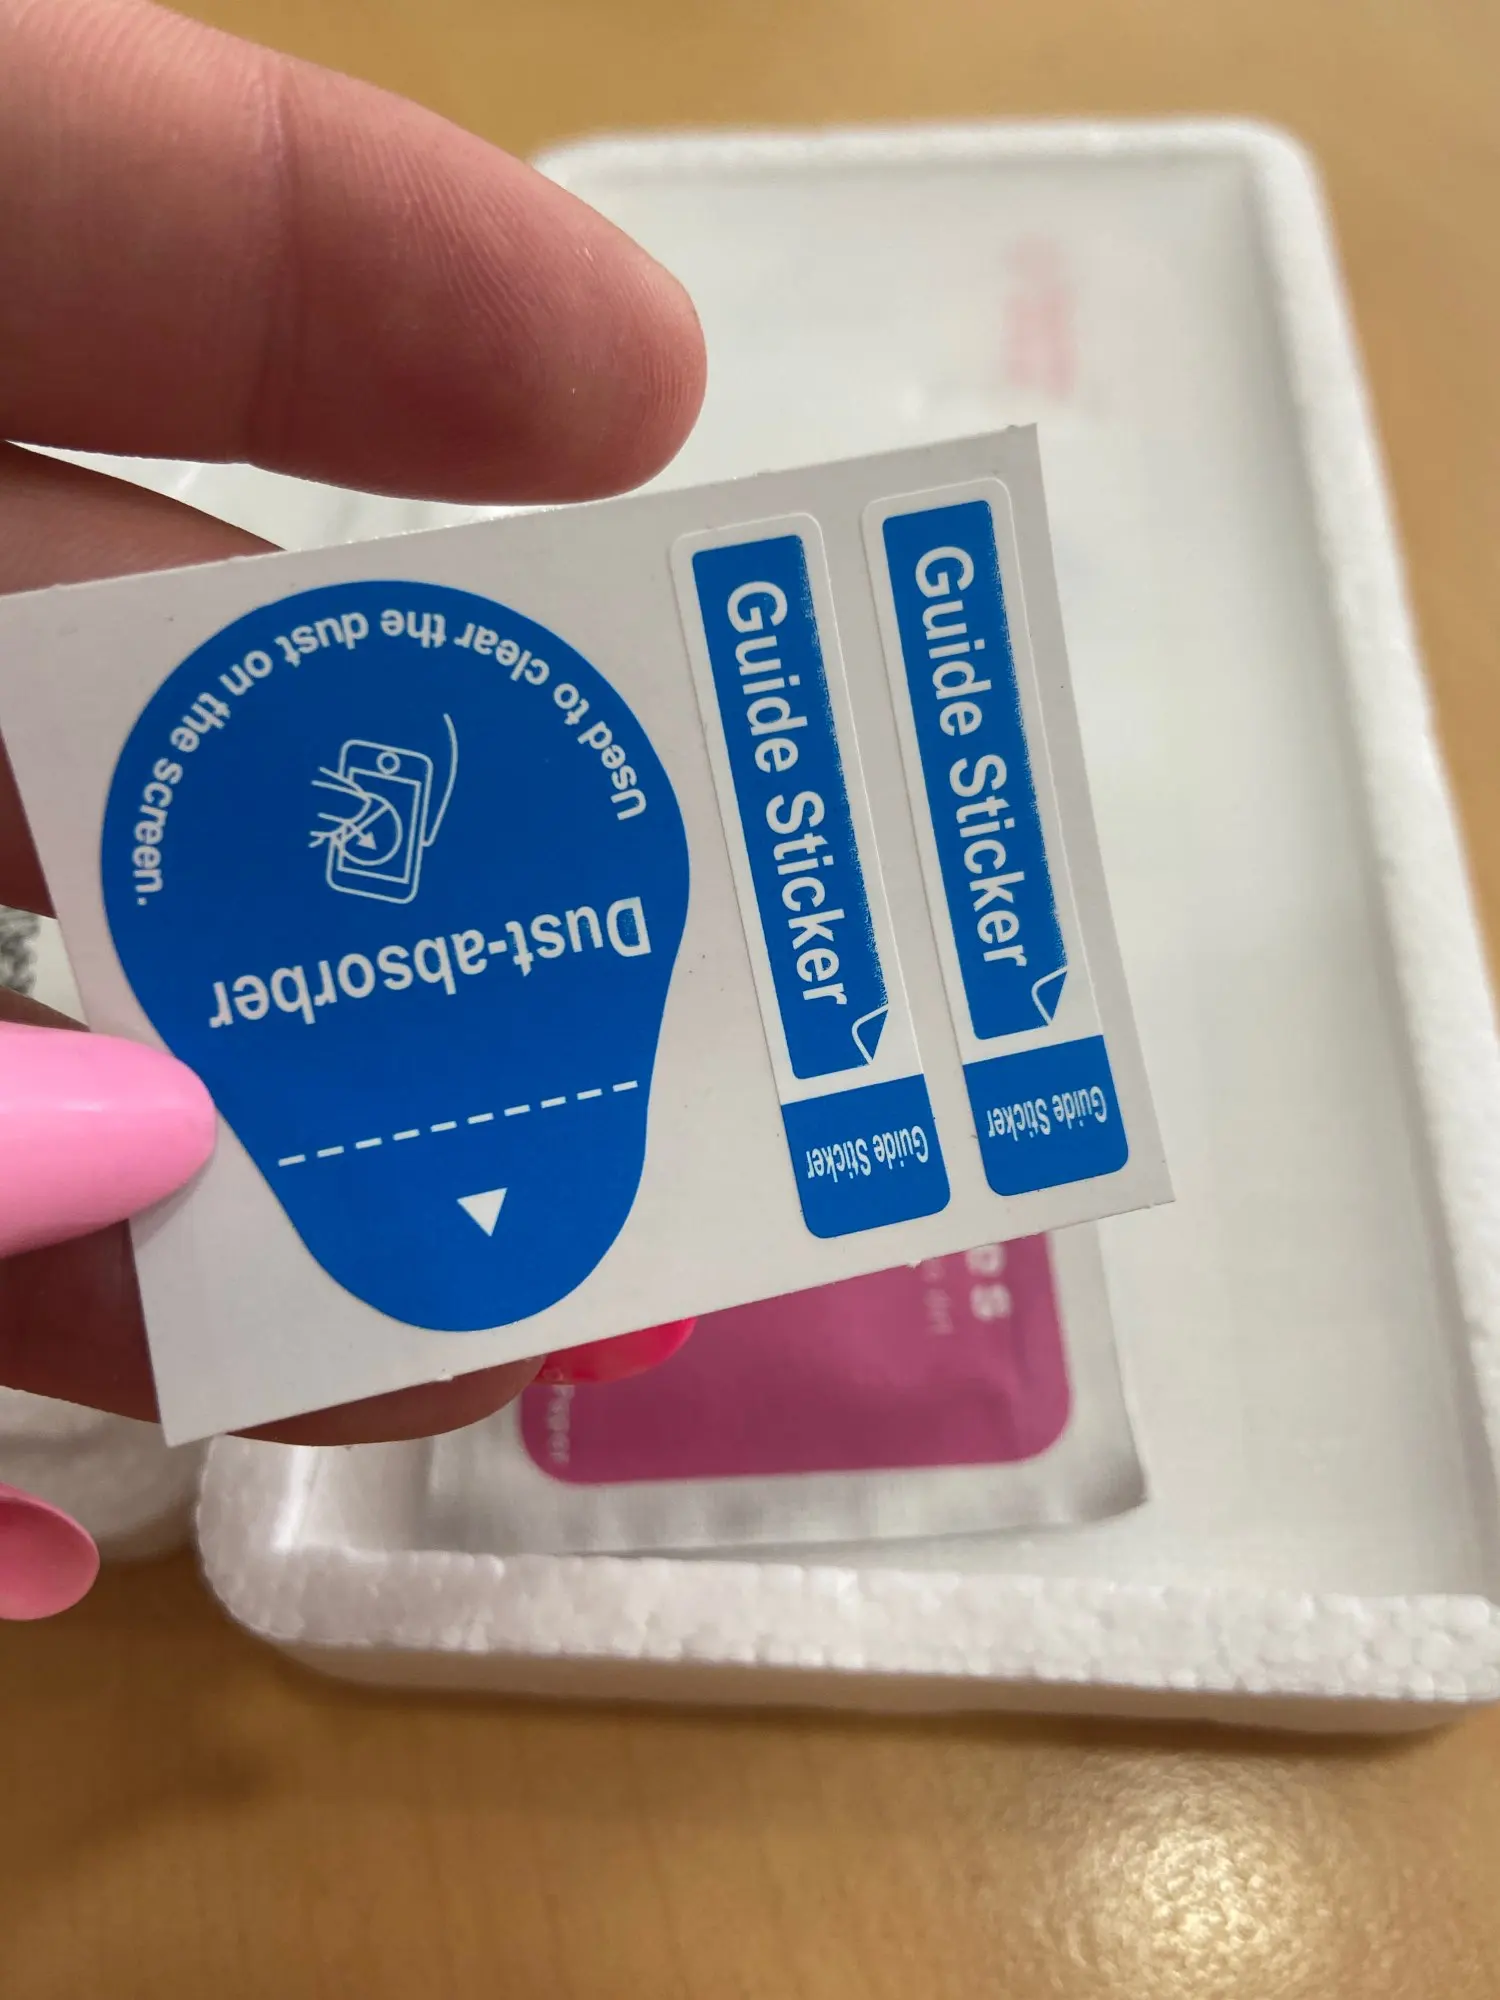 Used to clear the dust on the screen.
Dust-absorber
Guide Sticker
Guide Sticker
Guide Sticker
Guide Sticker